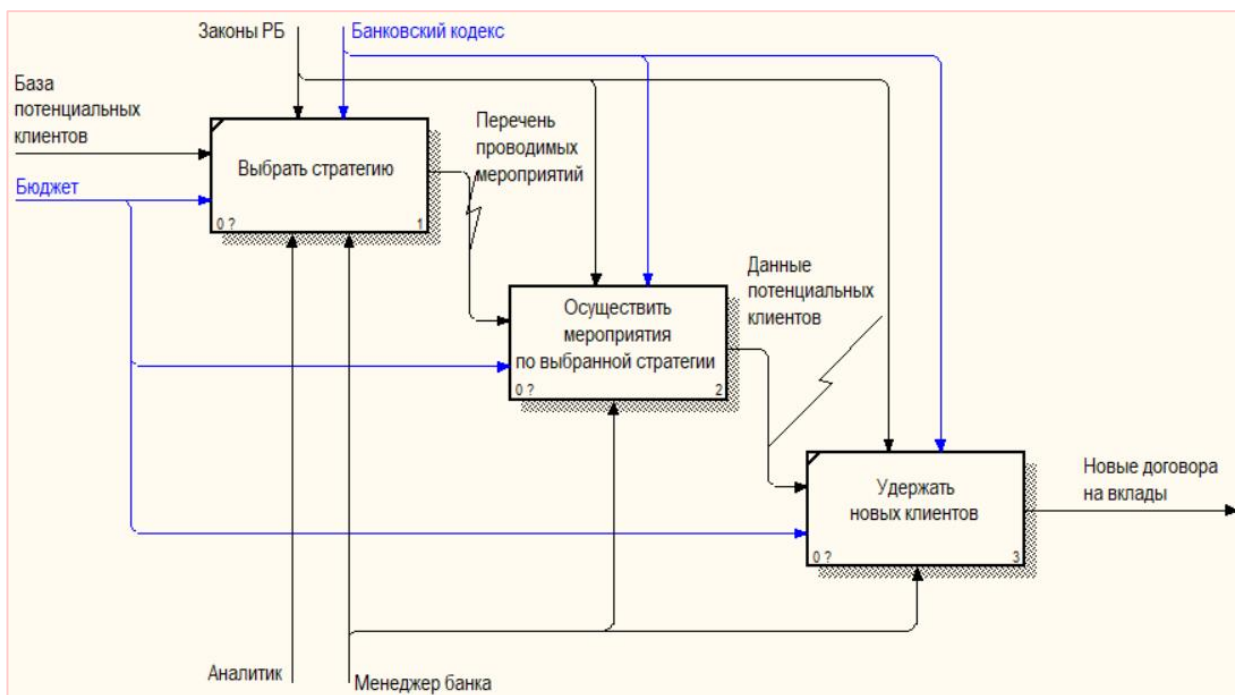 Законы РБ
Банковский кодекс
База
потенциальных
клиентов
Бюджет
Выбрать стратегию
0 ?
1
Перечень
проводимых
мероприятий
Осуществить
мероприятия
по выбранной стратегии
0 ?
2
Данные
потенциальных
клиентов
Удержать
новых клиентов
0 ?
3
Новые договора
на вклады
Аналитик
Менеджер банка